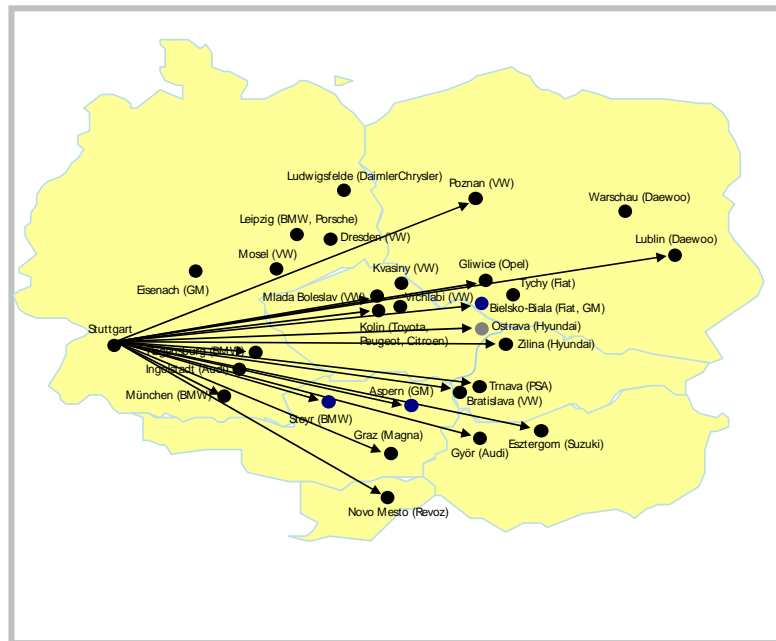 Ludwigsfelde (DaimlerChrysler)
Poznan (VW)
Warschau (Daewoo)
Leipzig (BMW, Porsche)
Dresden (VW)
Lublin (Daewoo)
Mosel (VW)
Kvasiny (VW)
Gliwice (Opel)
Eisenach (GM)
Tychy (Fiat)
Mlada Boleslav (VW)
Vrchlabi (VW)
Bielsko-Biala (Fiat, GM)
Stuttgart
Kolin (Toyota,
Peugeot, Citroen)
Ostrava (Hyundai)
Zilina (Hyundai)
Regensburg (BMW)
Ingolstadt (Audi)
Trnava (PSA)
München (BMW)
Aspern (GM)
Bratislava (VW)
Steyr (BMW)
Graz (Magna)
Györ (Audi)
Esztergom (Suzuki)
Novo Mesto (Revoz)